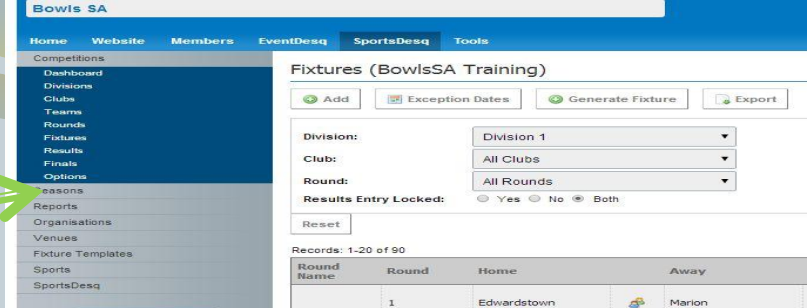 Bowls SA
Home Website Members EventDesq SportsDesq Tools
Competitions
Dashboard
Divisions
Clubs
Teams
Rounds
Fixtures
Results
Finals
Options
easons
Reports
Organisations
Venues
Fixture Templates
Sports
SportsDesq
Fixtures (BowlsSA Training)
Add Exception Dates Generate Fixture Export
Division: Division 1
Club: All Clubs
Round: All Rounds
Results Entry Locked: Yes No Both
Reset
Records: 1-20 of 90
Round Name Round Home Away
1 Edwardstown Marion